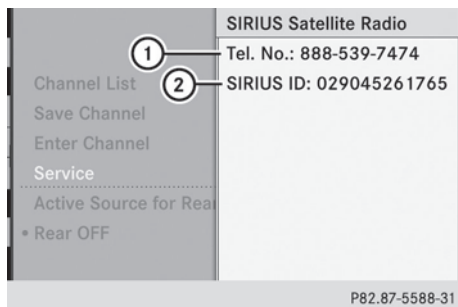 SIRIUS Satellite Radio
1
Tel. No.: 888-539-7474
Channel List
2
SIRIUS ID: 029045261765
Save Channel
Enter Channel
Service
Active Source for Rear
• Rear OFF
P82.87-5588-31